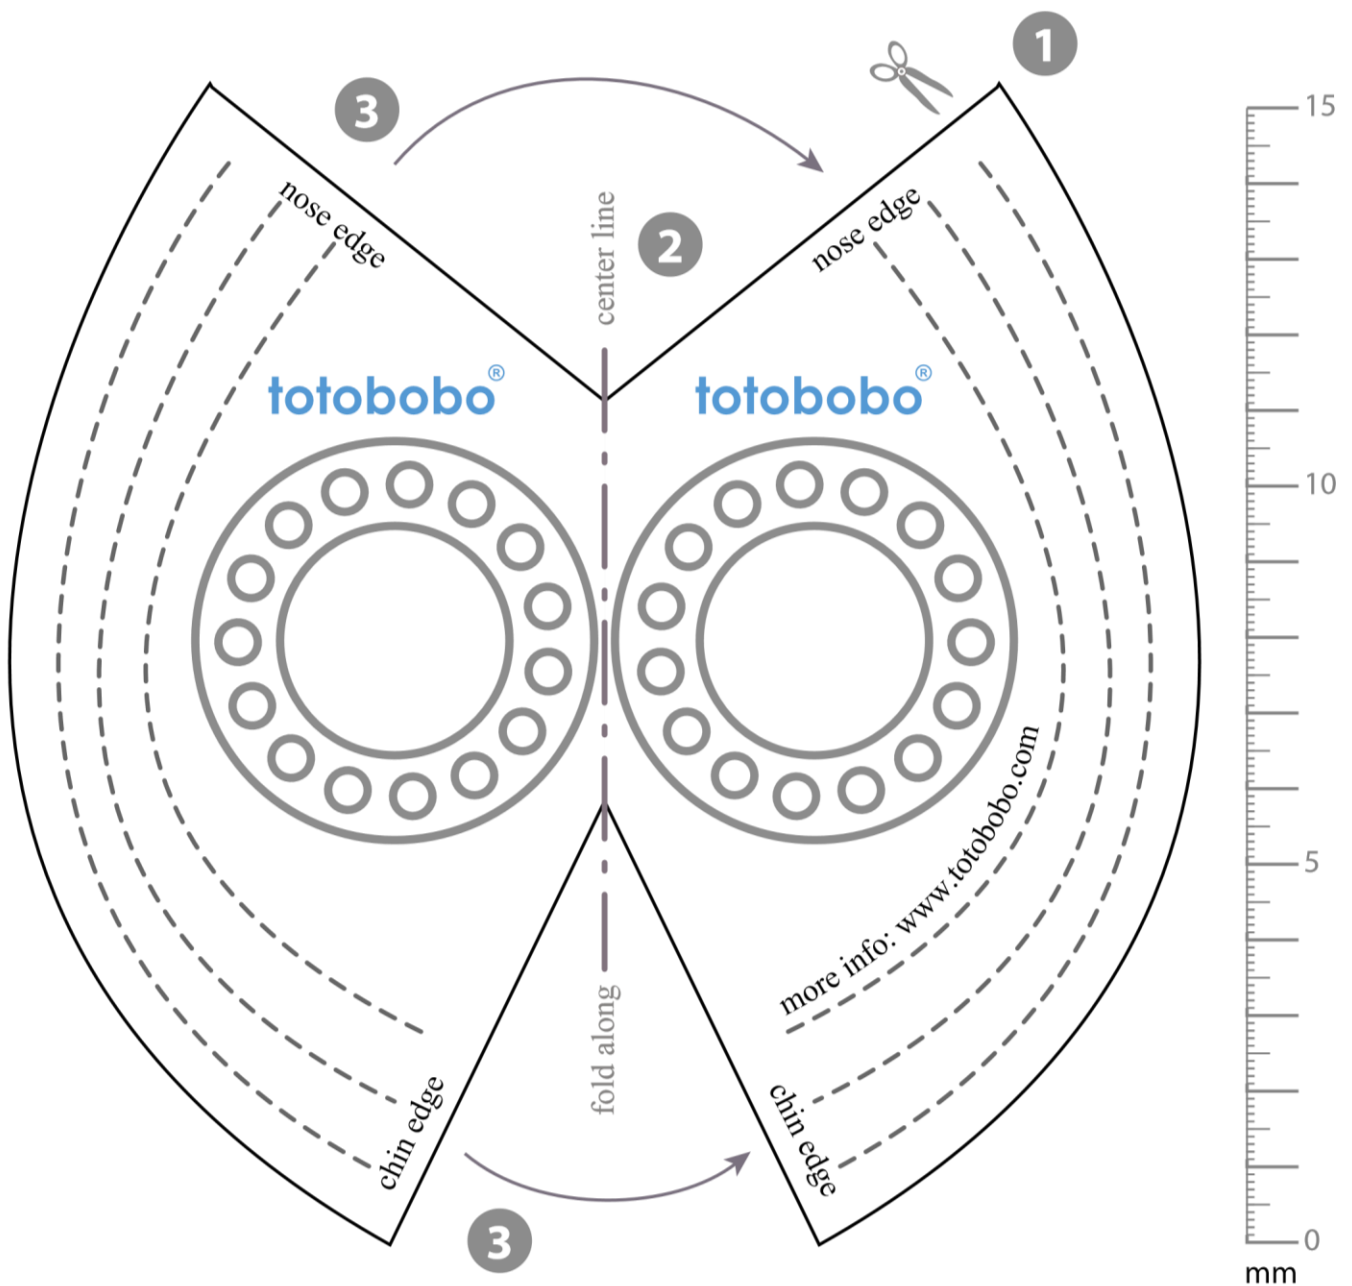 1
3
15
nose edge
nose edge
center line
2
totobobo®
totobobo®
10
more info: www.totobobo.com
5
fold along
chin edge
chin edge
3
0
mm